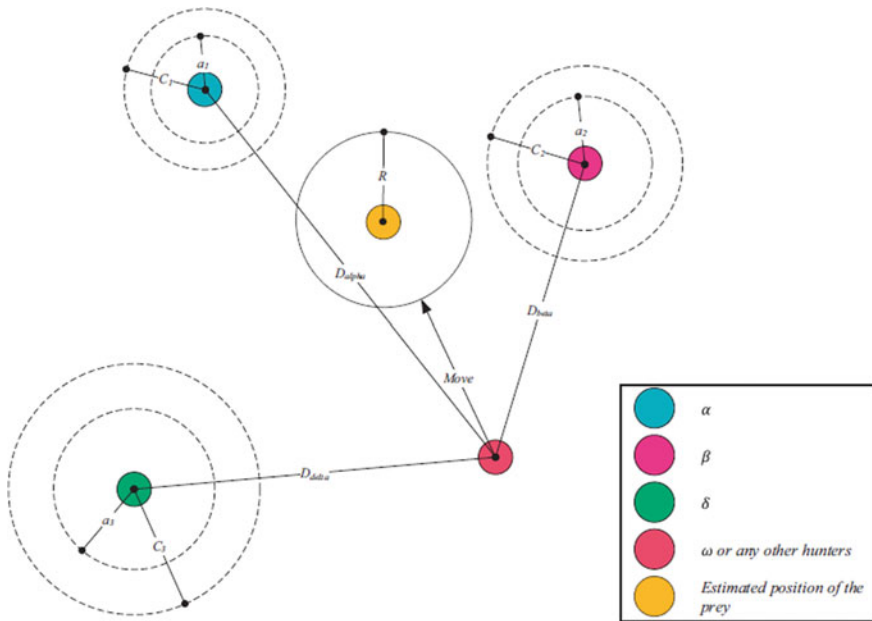 a1
C1
a2
C2
R
Dalpha
Dbeta
Move
Ddelta
a3
C3
α
β
δ
ω or any other hunters
Estimated position of the
prey